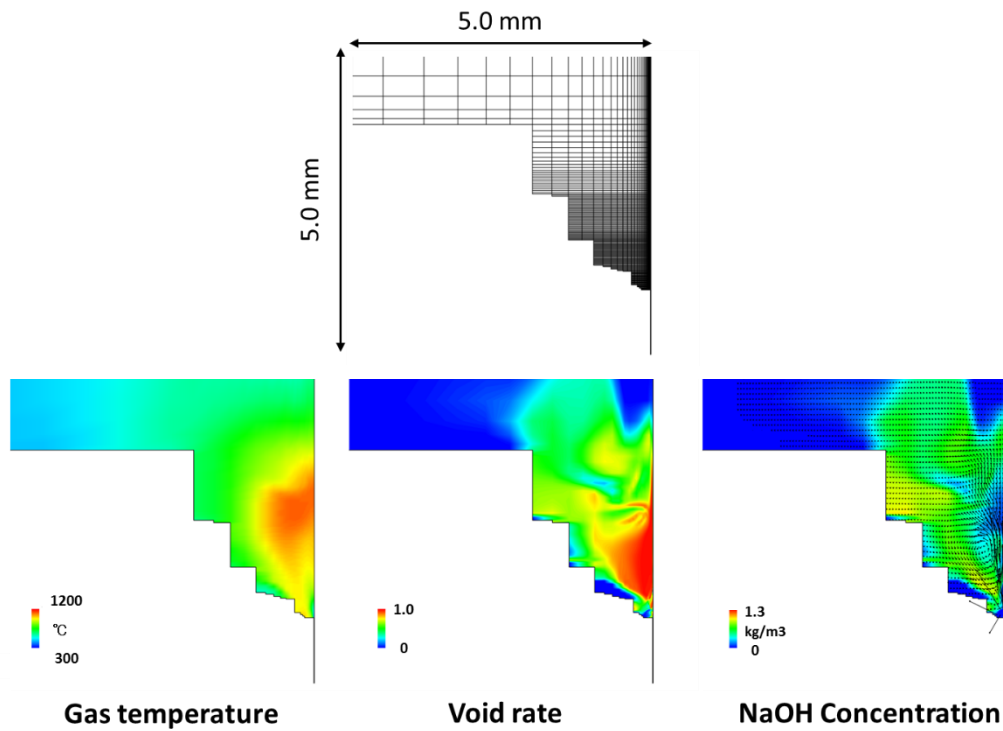 5.0 mm
5.0 mm
1200
℃
300
1.0
0
1.3
kg/m3
0
Gas temperature
Void rate
NaOH Concentration